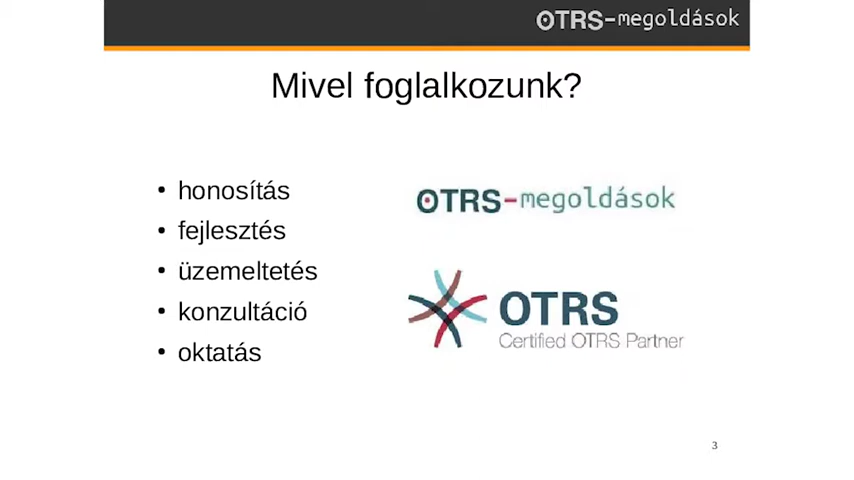 OTRS-megoldások
Mivel foglalkozunk?
• honosítás
• fejlesztés
• üzemeltetés
• konzultáció
• oktatás
OTRS-megoldások
OTRS
Certified OTRS Partner
3